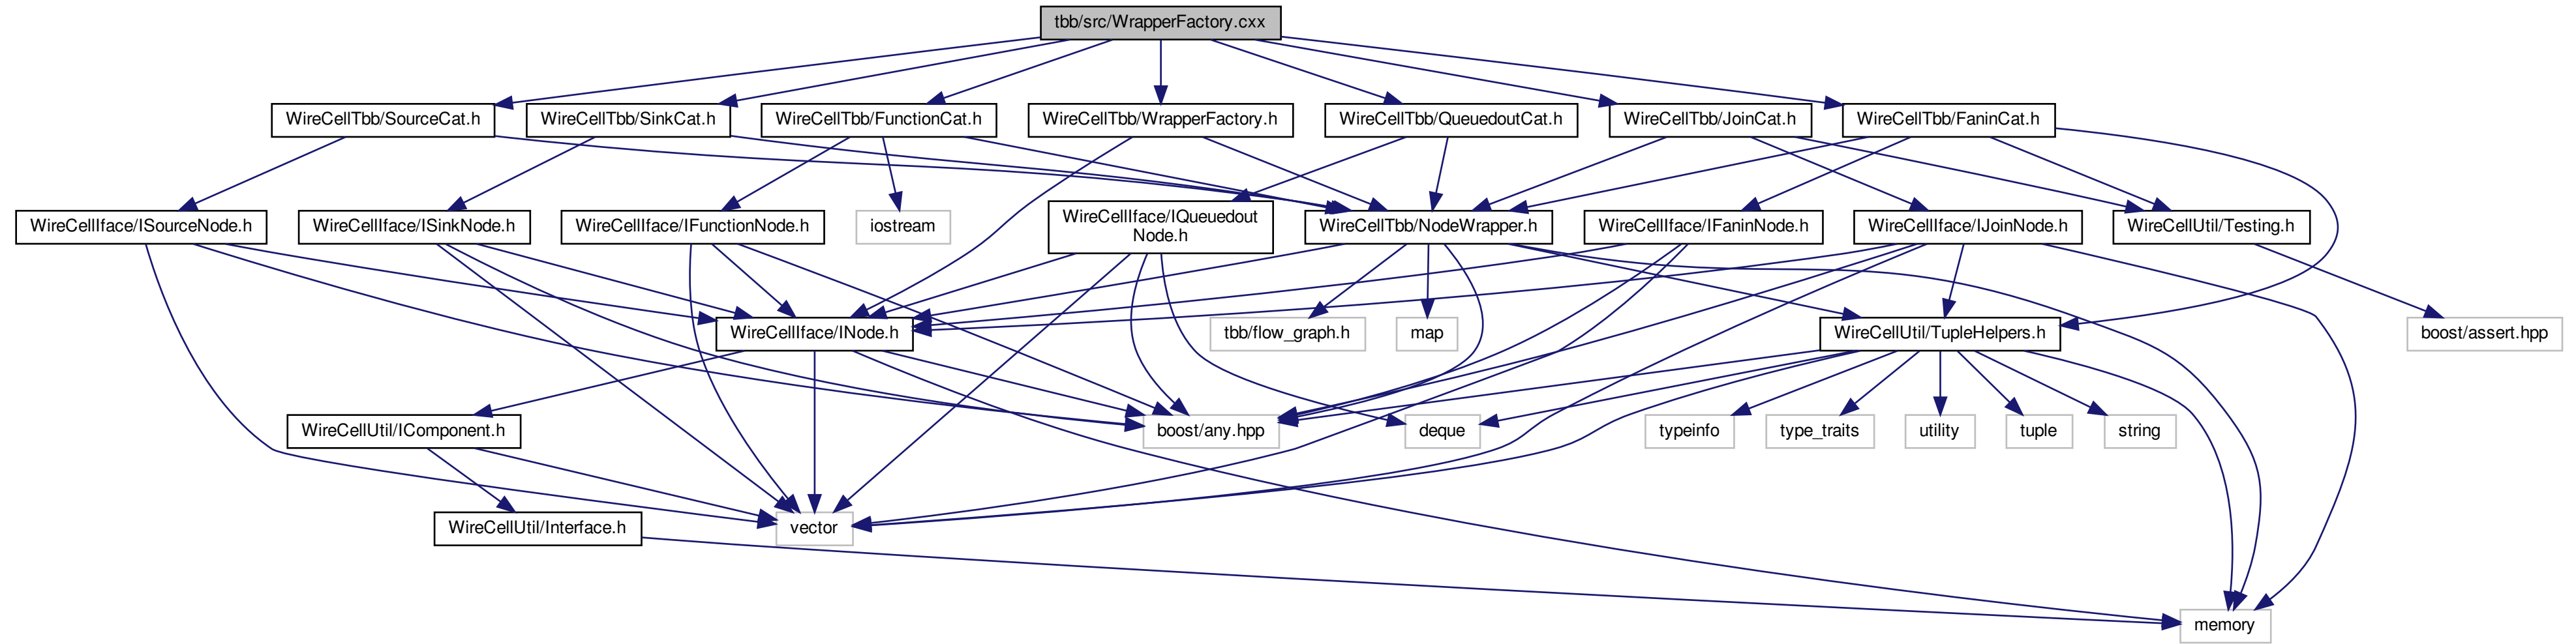 tbb/src/WrapperFactory.cxx
WireCellTbb/SourceCat.h
WireCellTbb/SinkCat.h
WireCellTbb/FunctionCat.h
WireCellTbb/WrapperFactory.h
WireCellTbb/QueuedoutCat.h
WireCellTbb/JoinCat.h
WireCellTbb/FaninCat.h
WireCellIface/ISourceNode.h
WireCellIface/ISinkNode.h
WireCellIface/IFunctionNode.h
iostream
WireCellIface/IQueuedout
Node.h
WireCellTbb/NodeWrapper.h
WireCellIface/IFaninNode.h
WireCellIface/IJoinNode.h
WireCellUtil/Testing.h
WireCellIface/INode.h
tbb/flow_graph.h
map
WireCellUtil/TupleHelpers.h
boost/assert.hpp
WireCellUtil/IComponent.h
boost/any.hpp
deque
typeinfo
type_traits
utility
tuple
string
WireCellUtil/Interface.h
vector
memory